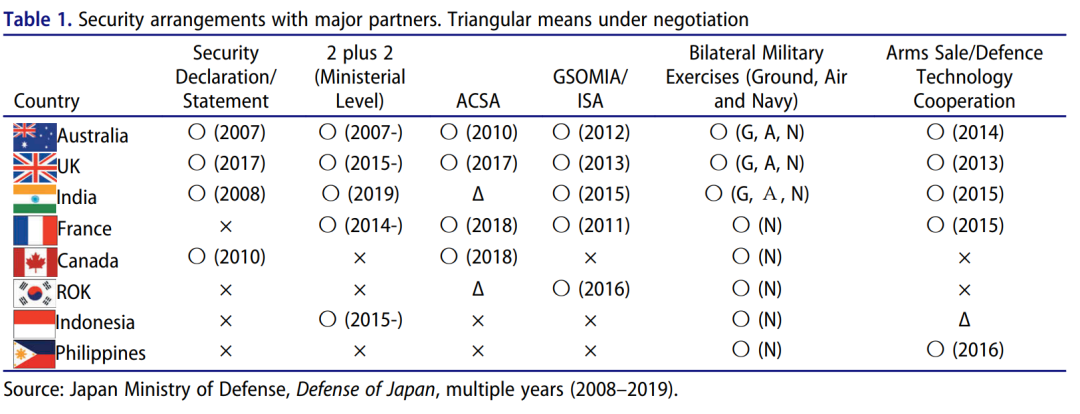 Table 1. Security arrangements with major partners. Triangular means under negotiation
Country Security Declaration/ Statement 2 plus 2 (Ministerial Level) ACSA GSOMIA/ ISA Bilateral Military Exercises (Ground, Air and Navy) Arms Sale/Defence Technology Cooperation
Australia ○ (2007) ○ (2007-) ○ (2010) ○ (2012) ○ (G, A, N) ○ (2014)
UK ○ (2017) ○ (2015-) ○ (2017) ○ (2013) ○ (G, A, N) ○ (2013)
India ○ (2008) ○ (2019) Δ ○ (2015) ○ (G, A, N) ○ (2015)
France × ○ (2014-) ○ (2018) ○ (2011) ○ (N) ○ (2015)
Canada ○ (2010) × ○ (2018) × ○ (N) ×
ROK × × Δ ○ (2016) ○ (N) ×
Indonesia × ○ (2015-) × × ○ (N) Δ
Philippines × × × × ○ (N) ○ (2016)
Source: Japan Ministry of Defense, Defense of Japan, multiple years (2008–2019).